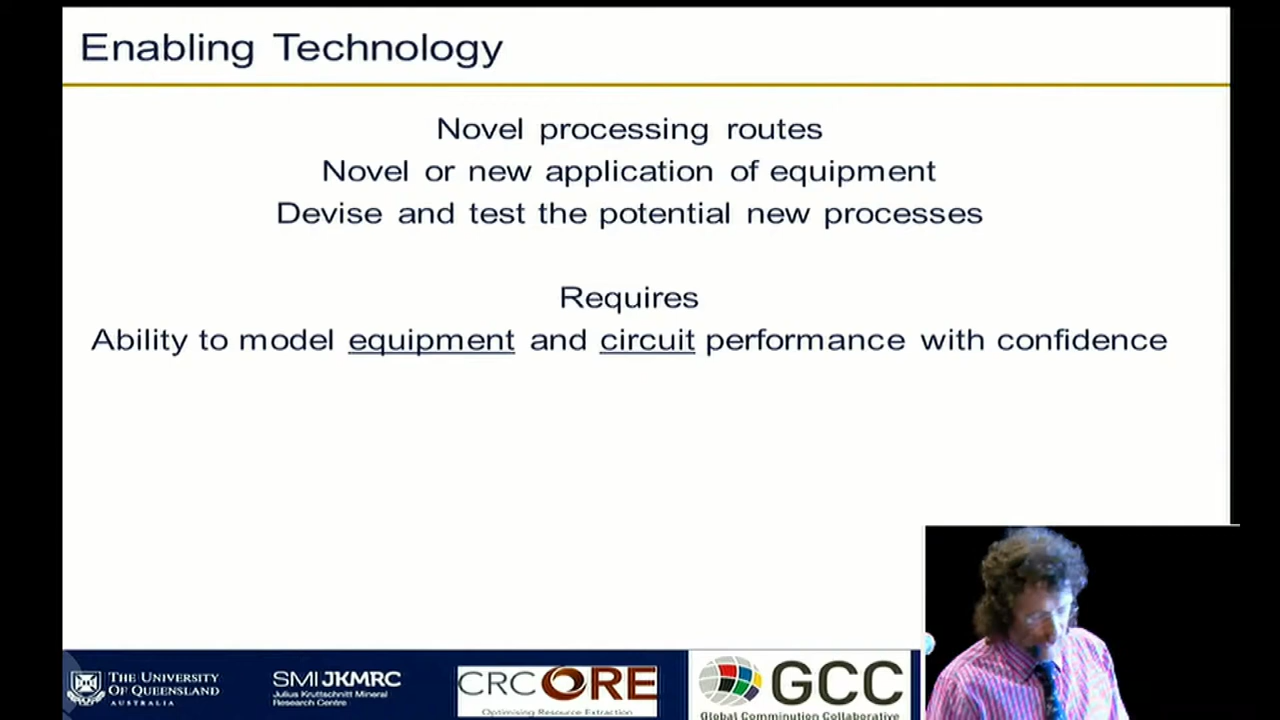 Enabling Technology
Novel processing routes
Novel or new application of equipment
Devise and test the potential new processes
Requires
Ability to model equipment and circuit performance with confidence
THE UNIVERSITY
OF QUEENSLAND
AUSTRALIA
SMI JKMRC
Julius Kruttschnitt Mineral
Research Centre
CRC ORE
Optimising Resource Extraction
GCC
Global Comminution Collaborative